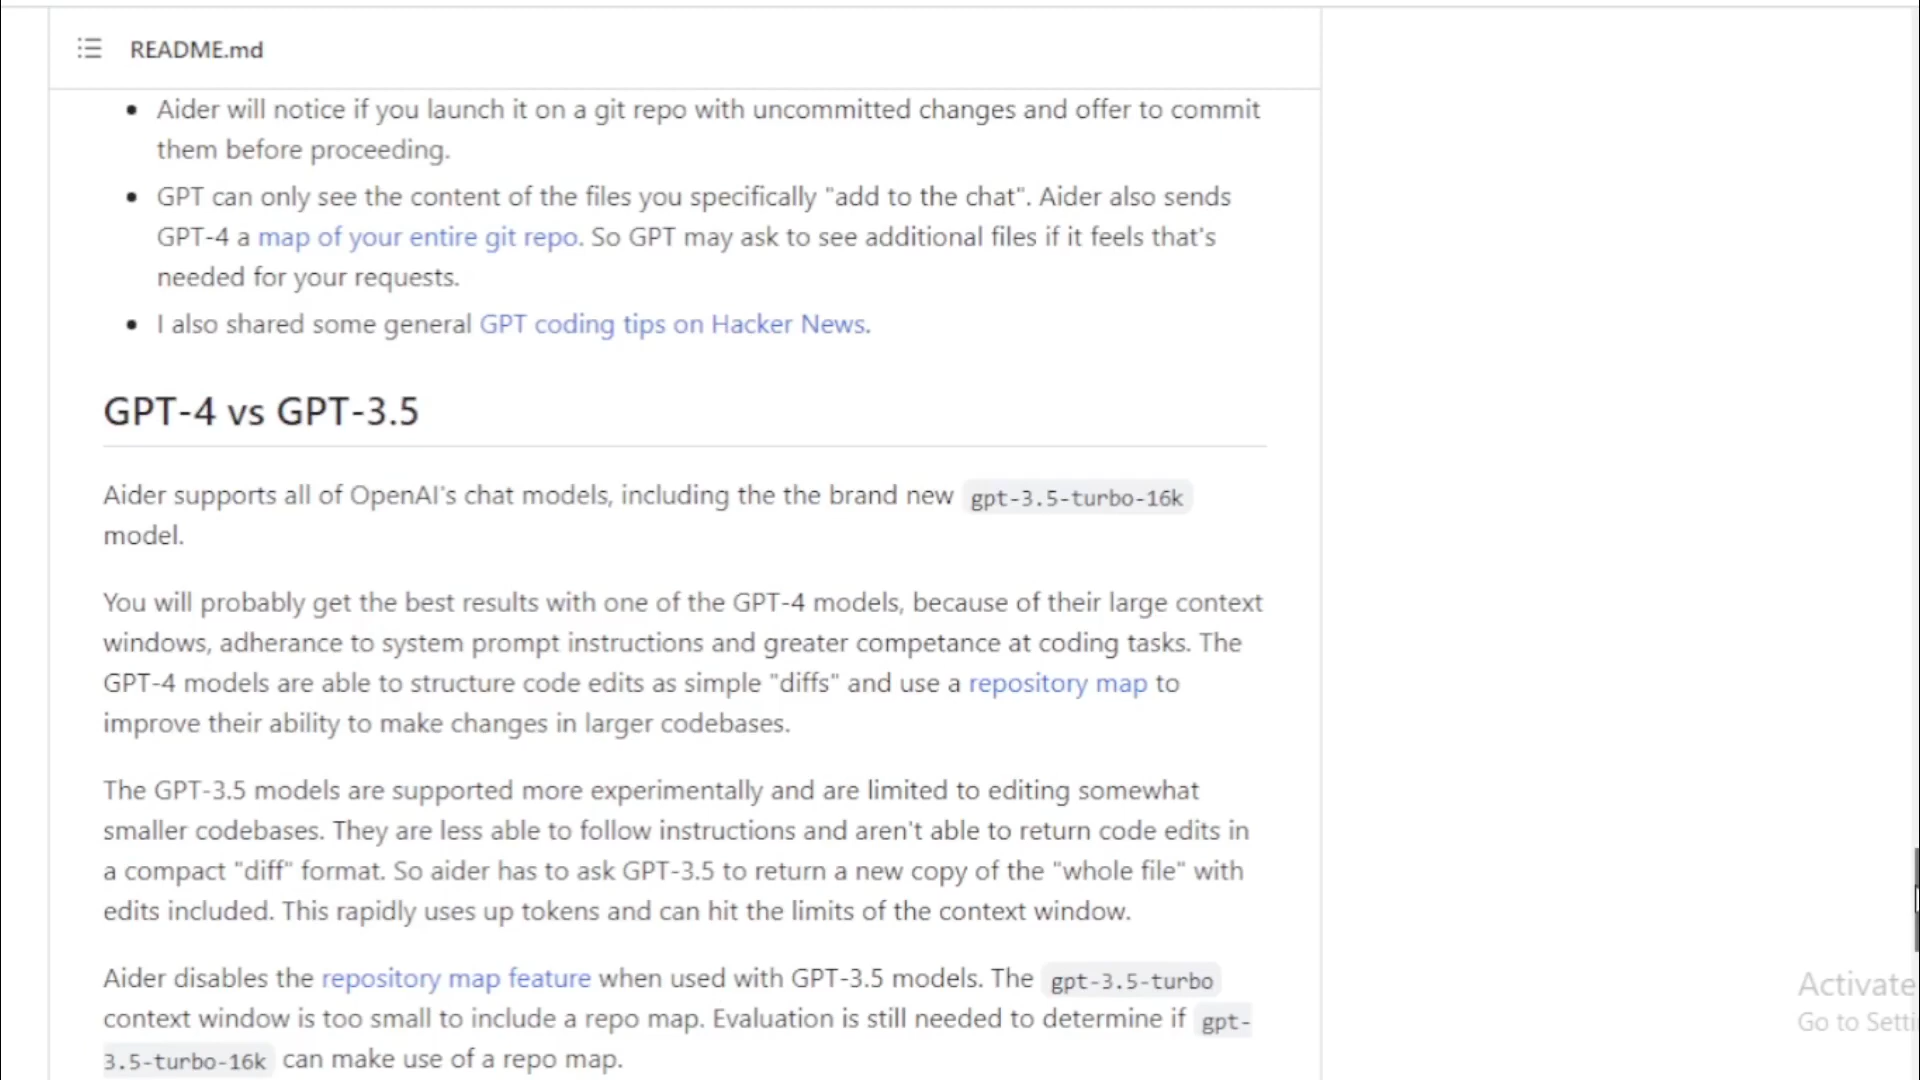 README.md
Aider will notice if you launch it on a git repo with uncommitted changes and offer to commit
them before proceeding.
GPT can only see the content of the files you specifically "add to the chat". Aider also sends
GPT-4 a map of your entire git repo. So GPT may ask to see additional files if it feels that's
needed for your requests.
I also shared some general GPT coding tips on Hacker News.
GPT-4 vs GPT-3.5
Aider supports all of OpenAI's chat models, including the the brand new gpt-3.5-turbo-16k
model.
You will probably get the best results with one of the GPT-4 models, because of their large context
windows, adherance to system prompt instructions and greater competance at coding tasks. The
GPT-4 models are able to structure code edits as simple "diffs" and use a repository map to
improve their ability to make changes in larger codebases.
The GPT-3.5 models are supported more experimentally and are limited to editing somewhat
smaller codebases. They are less able to follow instructions and aren't able to return code edits in
a compact "diff" format. So aider has to ask GPT-3.5 to return a new copy of the "whole file" with
edits included. This rapidly uses up tokens and can hit the limits of the context window.
Aider disables the repository map feature when used with GPT-3.5 models. The gpt-3.5-turbo
context window is too small to include a repo map. Evaluation is still needed to determine if gpt-
3.5-turbo-16k can make use of a repo map.
Activate
Go to Setti